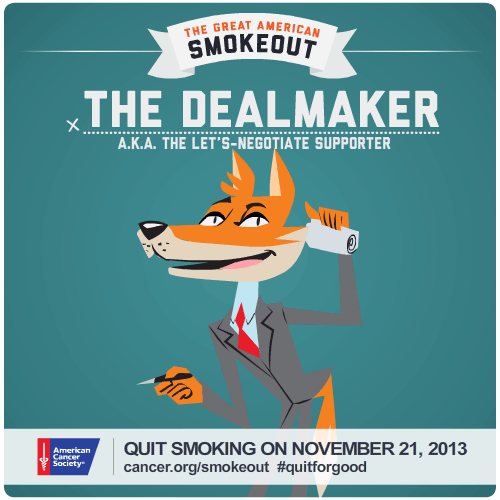 THE GREAT AMERICAN
SMOKEOUT
x THE DEALMAKER
A.K.A. THE LET'S-NEGOTIATE SUPPORTER
American
Cancer
Society®
QUIT SMOKING ON NOVEMBER 21, 2013
cancer.org/smokeout #quitforgood